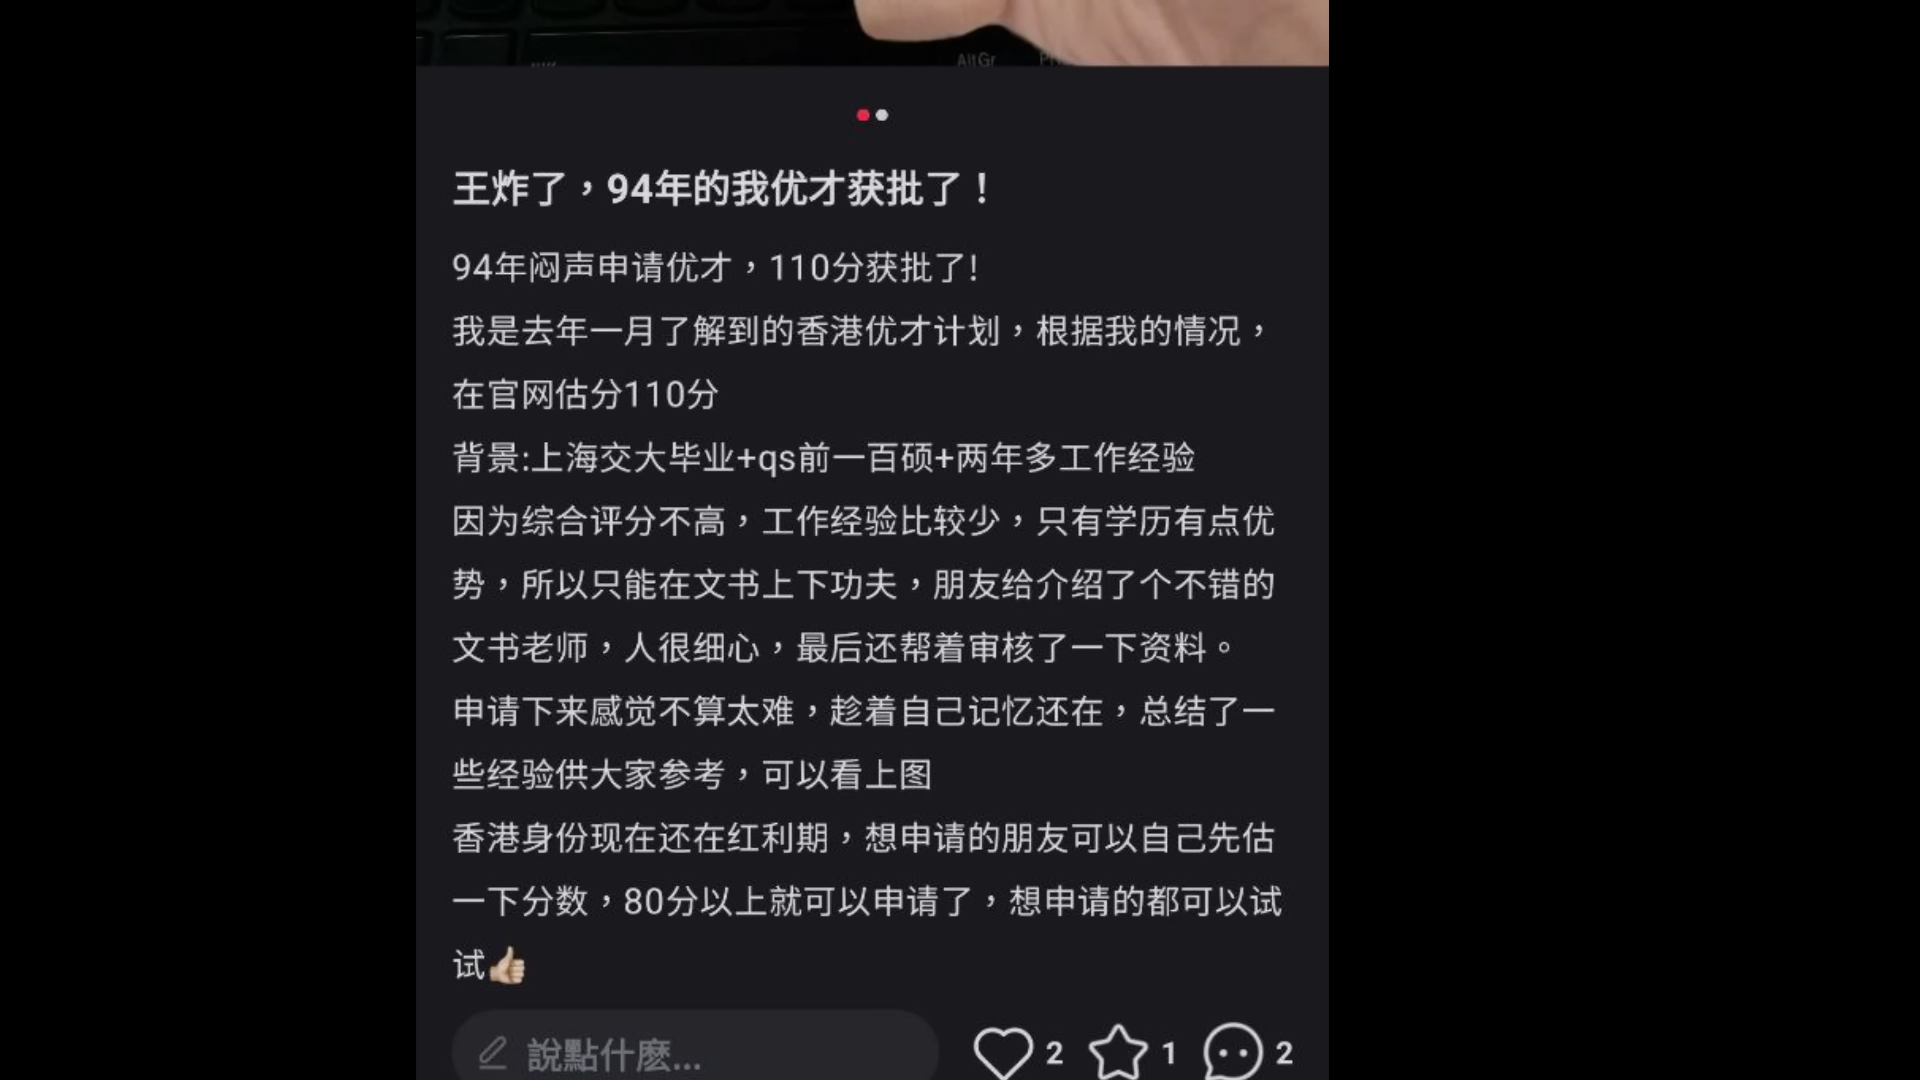 AltGr
王炸了，94年的我优才获批了！
94年闷声申请优才，110分获批了!
我是去年一月了解到的香港优才计划，根据我的情况，
在官网估分110分
背景:上海交大毕业+qs前一百硕+两年多工作经验
因为综合评分不高，工作经验比较少，只有学历有点优
势，所以只能在文书上下功夫，朋友给介绍了个不错的
文书老师，人很细心，最后还帮着审核了一下资料。
申请下来感觉不算太难，趁着自己记忆还在，总结了一
些经验供大家参考，可以看上图
香港身份现在还在红利期，想申请的朋友可以自己先估
一下分数，80分以上就可以申请了，想申请的都可以试
试👍🏼
說點什麽...
2
1
2